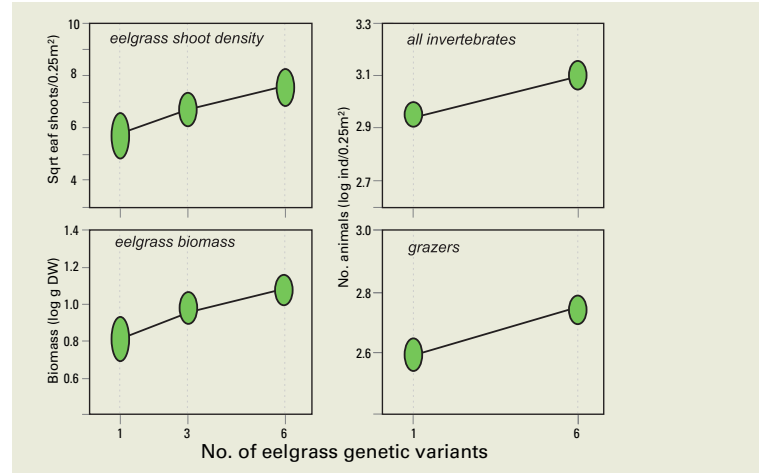 eelgrass shoot density
Sqrt eaf shoots/0.25m²)
10
8
6
4
all invertebrates
No. animals (log ind/0.25m²)
3.3
3.1
2.9
2.7
eelgrass biomass
Biomass (log g DW)
1.4
1.2
1.0
0.8
0.6
1 3 6
grazers
3.0
2.8
2.6
1 6
No. of eelgrass genetic variants